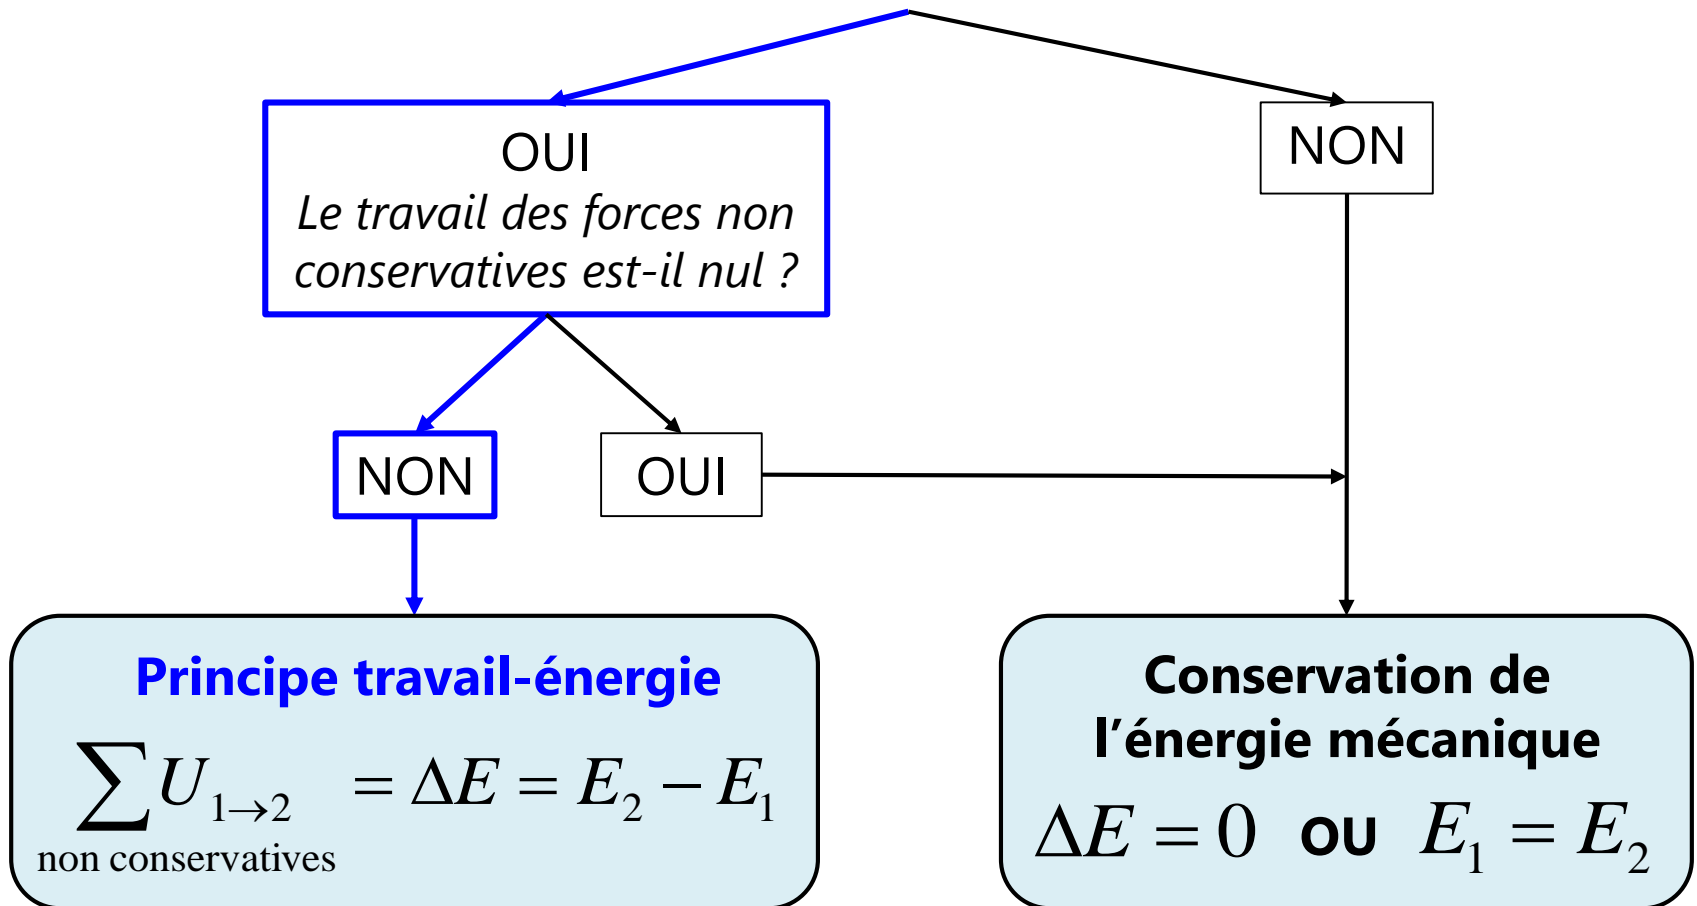 OUI
Le travail des forces non
conservatives est-il nul ?
NON
NON
OUI
Principe travail-énergie
∑U₁→₂ = ΔE = E₂ − E₁
non conservatives
Conservation de
l’énergie mécanique
ΔE = 0 OU E₁ = E₂